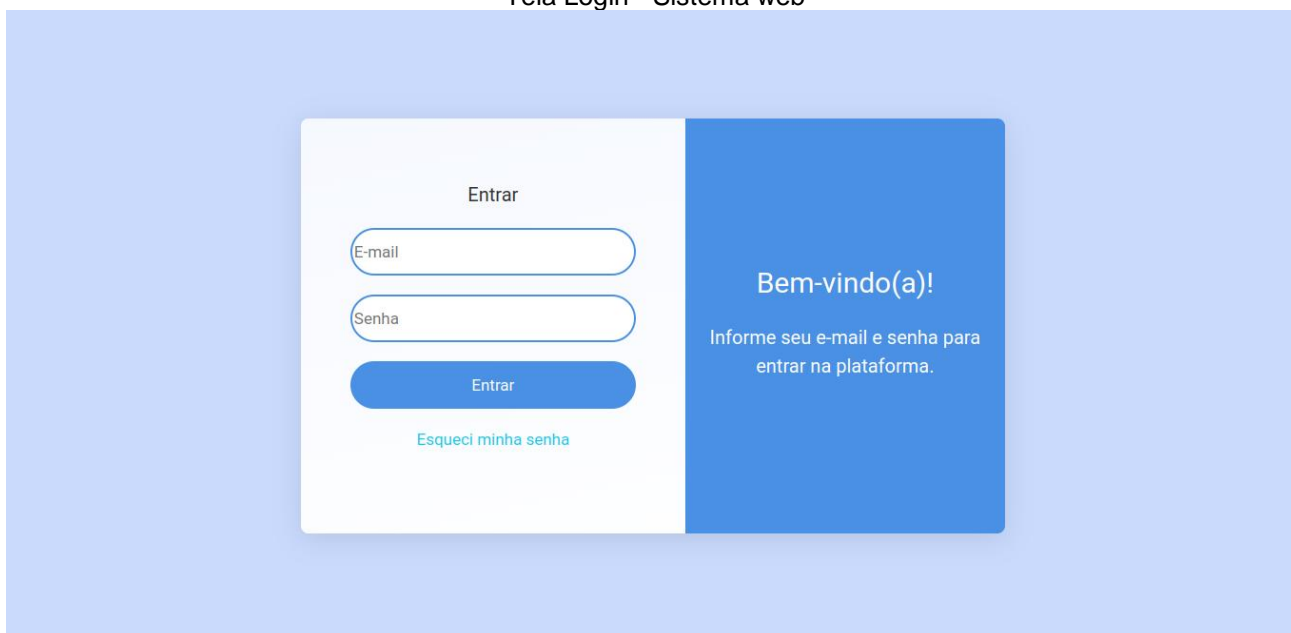 Tela Login - Sistema web
Entrar
E-mail
Senha
Entrar
Esqueci minha senha
Bem-vindo(a)!
Informe seu e-mail e senha para
entrar na plataforma.